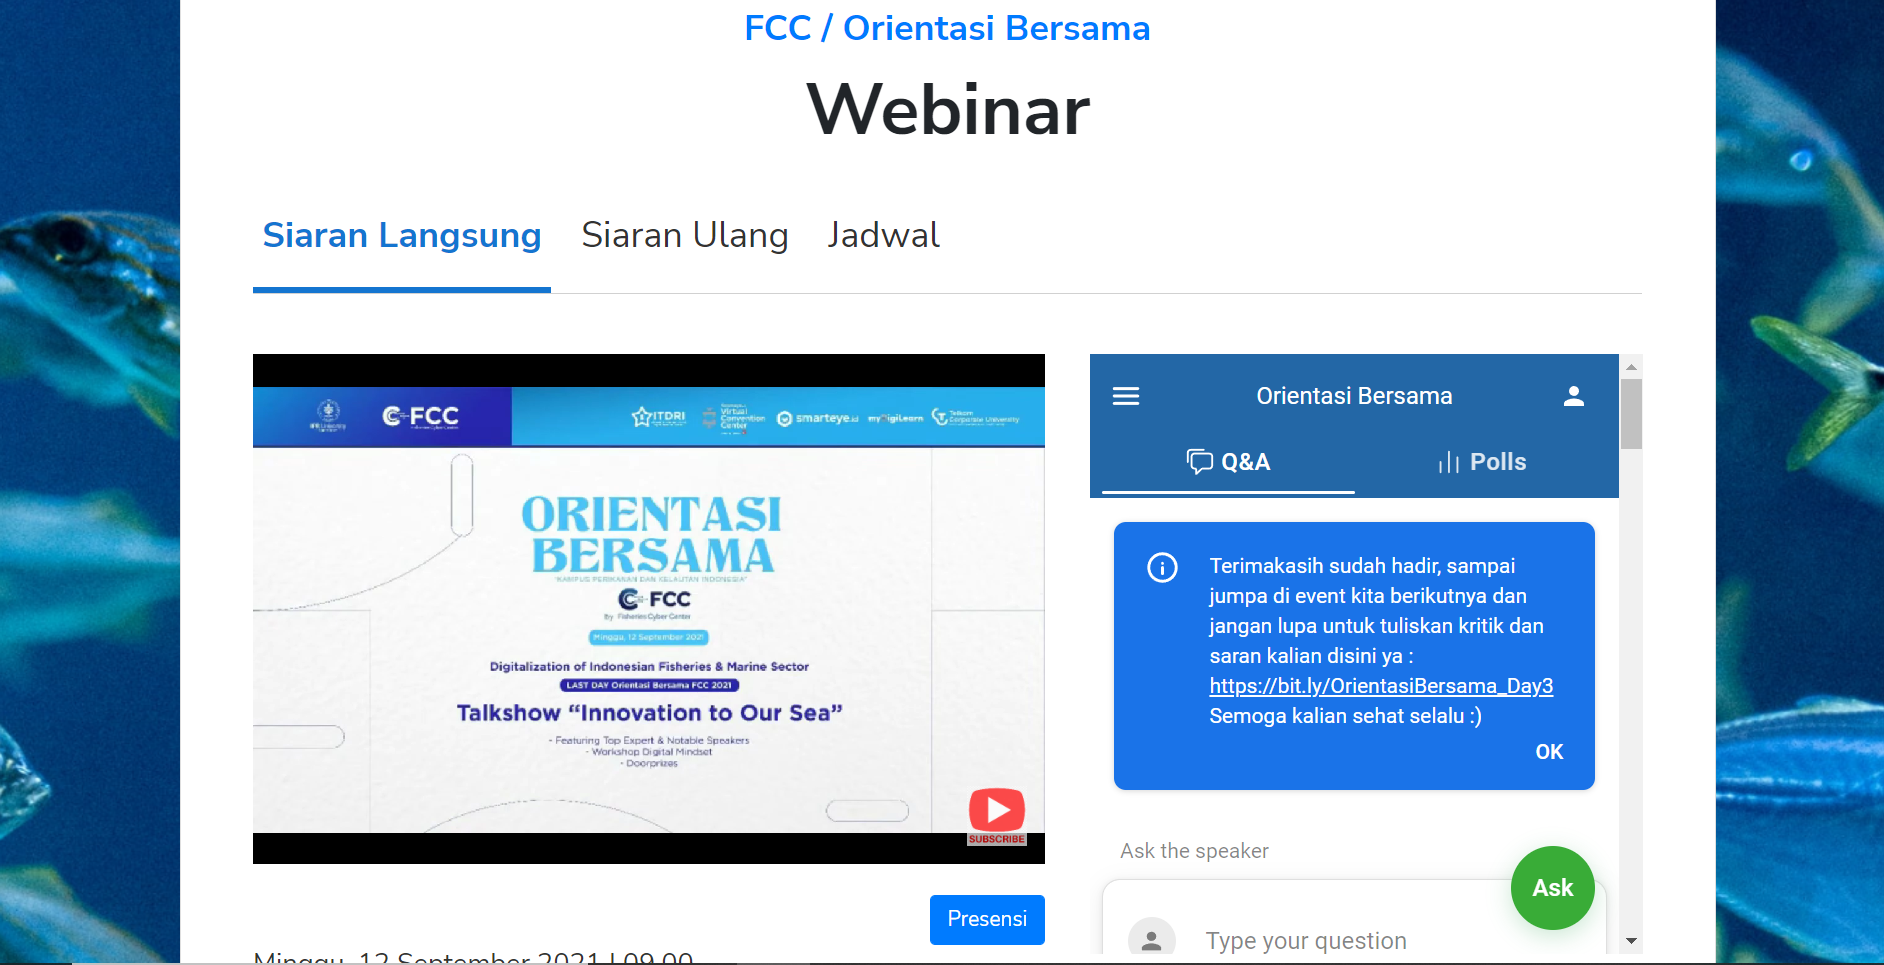 FCC / Orientasi Bersama
Webinar
Siaran Langsung
Siaran Ulang
Jadwal
FCC
ITDRI
Virtual
Convention
Center
smarteye.id
myDigiLearn
Telkom
Corporate University
ORIENTASI
BERSAMA
"KAMPUS PERIKANAN DAN KELAUTAN INDONESIA"
FCC
By Fisheries Cyber Center
Minggu, 12 September 2021
Digitalization of Indonesian Fisheries & Marine Sector
LAST DAY Orientasi Bersama FCC 2021
Talkshow “Innovation to Our Sea”
- Featuring Top Expert & Notable Speakers
- Workshop Digital Mindset
- Doorprizes
SUBSCRIBE
Presensi
Minggu, 12 September 2021 | 09.00
Orientasi Bersama
Q&A
Polls
Terimakasih sudah hadir, sampai
jumpa di event kita berikutnya dan
jangan lupa untuk tuliskan kritik dan
saran kalian disini ya :
https://bit.ly/OrientasiBersama_Day3
Semoga kalian sehat selalu :)
OK
Ask the speaker
Ask
Type your question